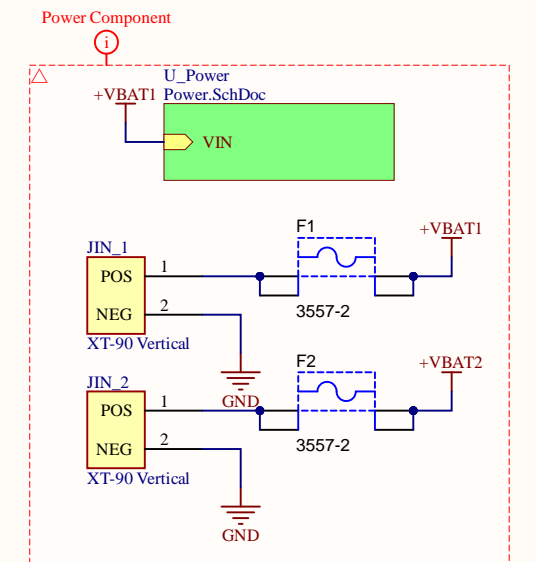 Power Component
i
U_Power
+VBAT1 Power.SchDoc
VIN
F1
+VBAT1
JIN_1
POS 1
NEG 2
3557-2
XT-90 Vertical
GND
F2
+VBAT2
JIN_2
POS 1
NEG 2
3557-2
XT-90 Vertical
GND